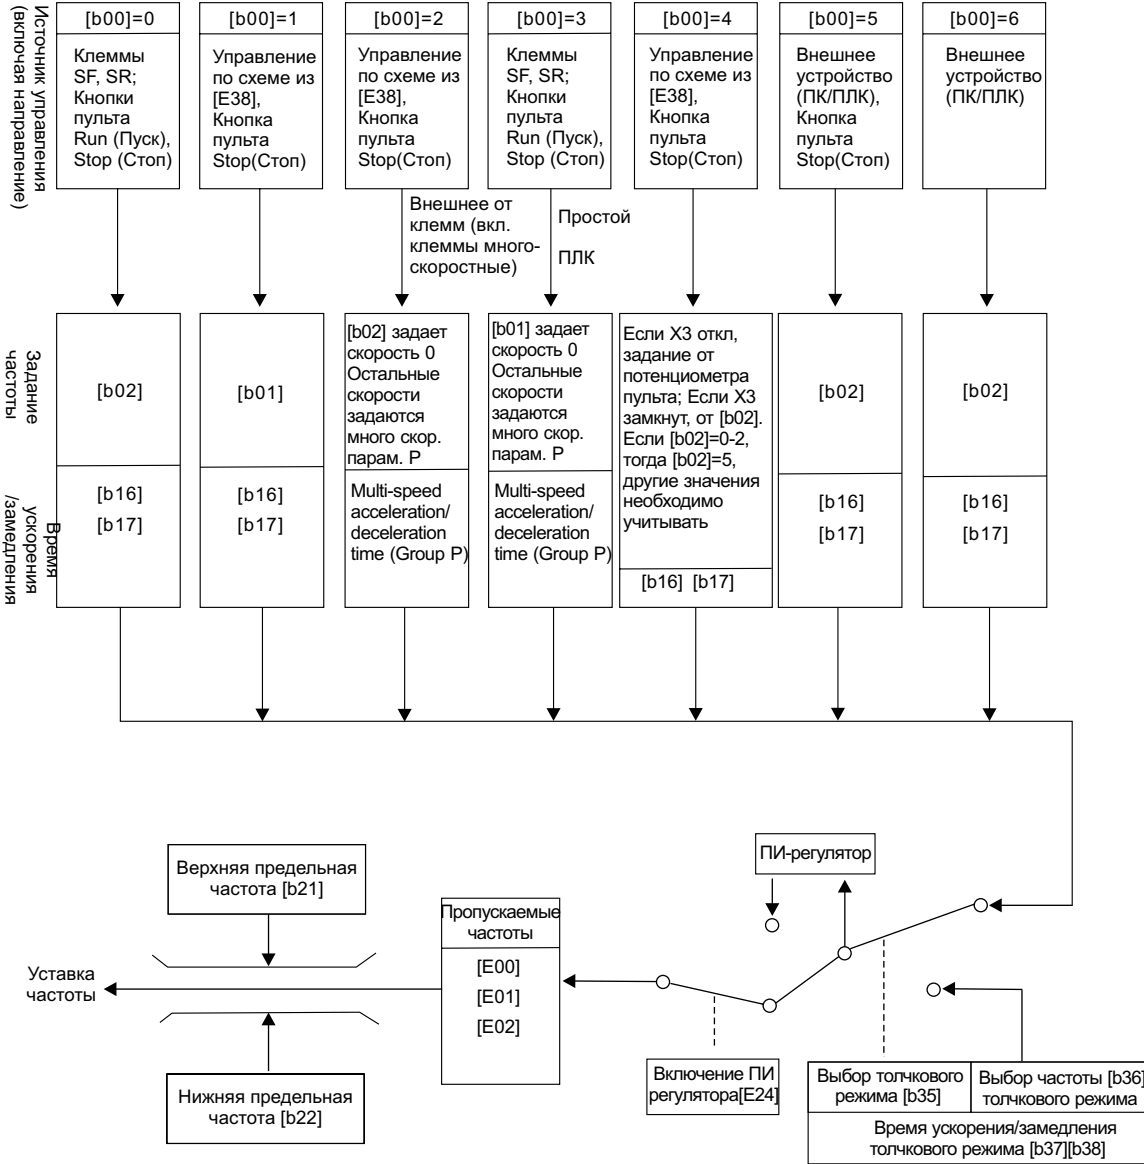 Источник управления
(включая направление)
[b00]=0
Клеммы
SF, SR;
Кнопки
пульта
Run (Пуск),
Stop (Стоп)
[b00]=1
Управление
по схеме из
[E38],
Кнопка
пульта
Stop(Стоп)
[b00]=2
Управление
по схеме из
[E38],
Кнопка
пульта
Stop(Стоп)
[b00]=3
Клеммы
SF, SR;
Кнопки
пульта
Run (Пуск),
Stop (Стоп)
[b00]=4
Управление
по схеме из
[E38],
Кнопка
пульта
Stop(Стоп)
[b00]=5
Внешнее
устройство
(ПК/ПЛК),
Кнопка
пульта
Stop(Стоп)
[b00]=6
Внешнее
устройство
(ПК/ПЛК)
Внешнее от
клемм (вкл.
клеммы много-
скоростные)
Простой
ПЛК
Задание
частоты
[b02]
[b01]
[b02] задает
скорость 0
Остальные
скорости
задаются
много скор.
парам. P
[b01] задает
скорость 0
Остальные
скорости
задаются
много скор.
парам. P
Если X3 откл,
задание от
потенциометра
пульта; Если X3
замкнут, от [b02].
Если [b02]=0-2,
тогда [b02]=5,
другие значения
необходимо
учитывать
[b02]
[b02]
Время
ускорения
/замедления
[b16]
[b17]
[b16]
[b17]
Multi-speed
acceleration/
deceleration
time (Group P)
Multi-speed
acceleration/
deceleration
time (Group P)
[b16] [b17]
[b16]
[b17]
[b16]
[b17]
Верхняя предельная
частота [b21]
Уставка
частоты
Нижняя предельная
частота [b22]
Пропускаемые
частоты
[E00]
[E01]
[E02]
ПИ-регулятор
Включение ПИ
регулятора[E24]
Выбор толчкового
режима [b35]
Выбор частоты [b36]
толчкового режима
Время ускорения/замедления
толчкового режима [b37][b38]